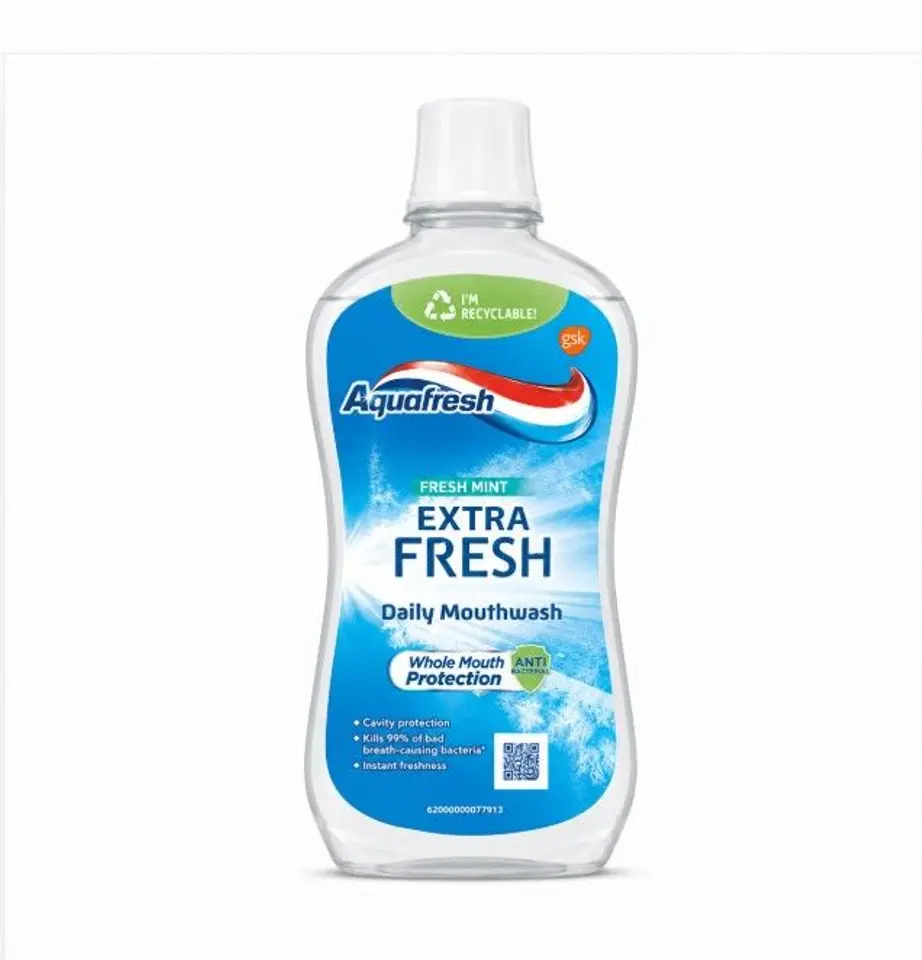 I'M
RECYCLABLE!
gsk
Aquafresh
FRESH MINT
EXTRA
FRESH
Daily Mouthwash
Whole Mouth
Protection
ANTI
BACTERIAL
Cavity protection
Kills 99% of bad
breath-causing bacteria*
Instant freshness
62000000077913